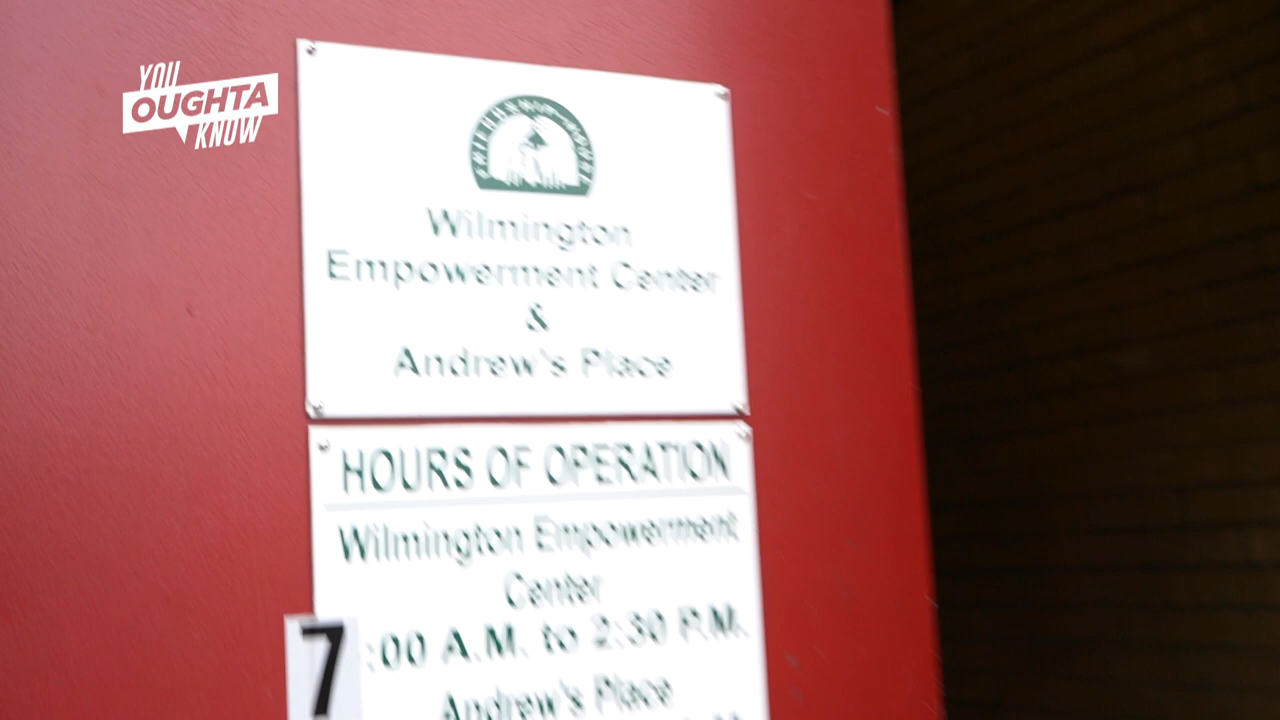 YOU
OUGHTA
KNOW
Wilmington
Empowerment Center
&
Andrew's Place
HOURS OF OPERATION
Wilmington Empowerment
Center
7:00 A.M. to 2:30 P.M.
Andrew's Place